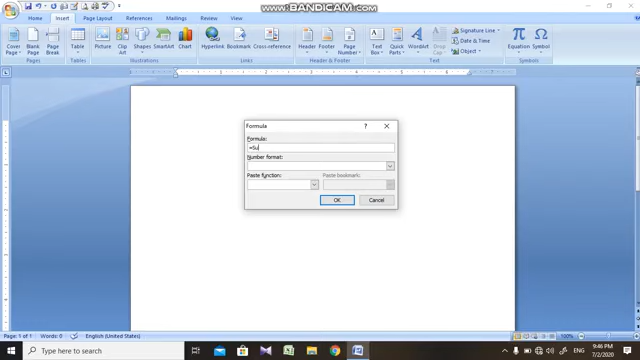 www.BANDICAM.com
Home Insert Page Layout References Mailings Review View
Cover Page Blank Page Page Break Table Picture Clip Art Shapes SmartArt Chart Hyperlink Bookmark Cross-reference Header Footer Page Number Text Box Quick Parts WordArt Drop Cap Signature Line Date & Time Object Equation Symbol
Pages Tables Illustrations Links Header & Footer Text Symbols
Formula ?
Formula:
=Su
Number format:
Paste function: Paste bookmark:
OK Cancel
Page: 1 of 1 Words: 0 English (United States) 100%
Type here to search ENG 9:46 PM
7/2/2020